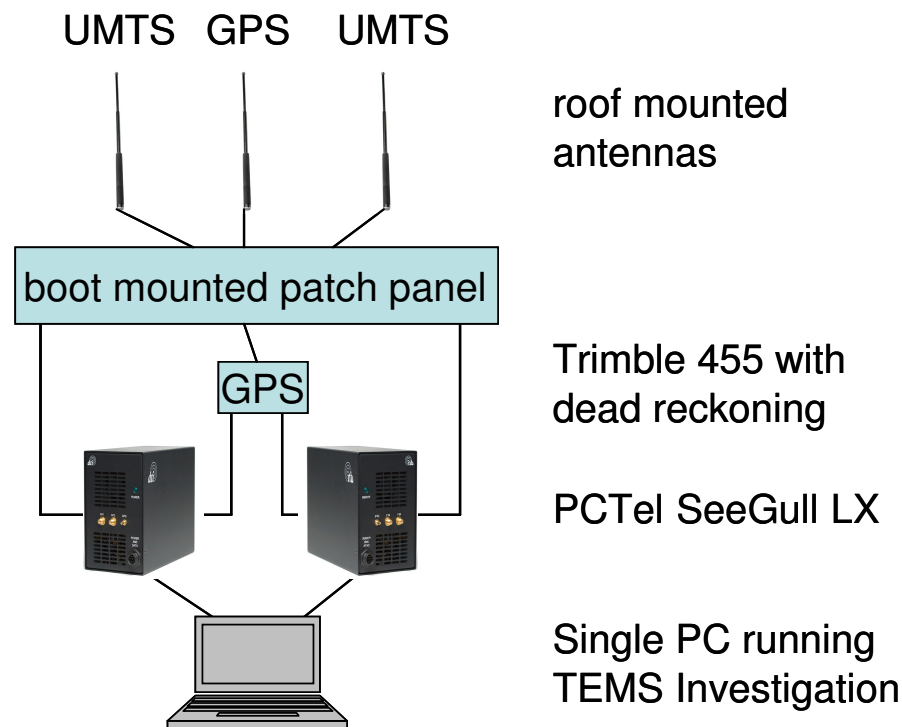 UMTS GPS UMTS
roof mounted
antennas
boot mounted patch panel
GPS
Trimble 455 with
dead reckoning
PCTel SeeGull LX
Single PC running
TEMS Investigation